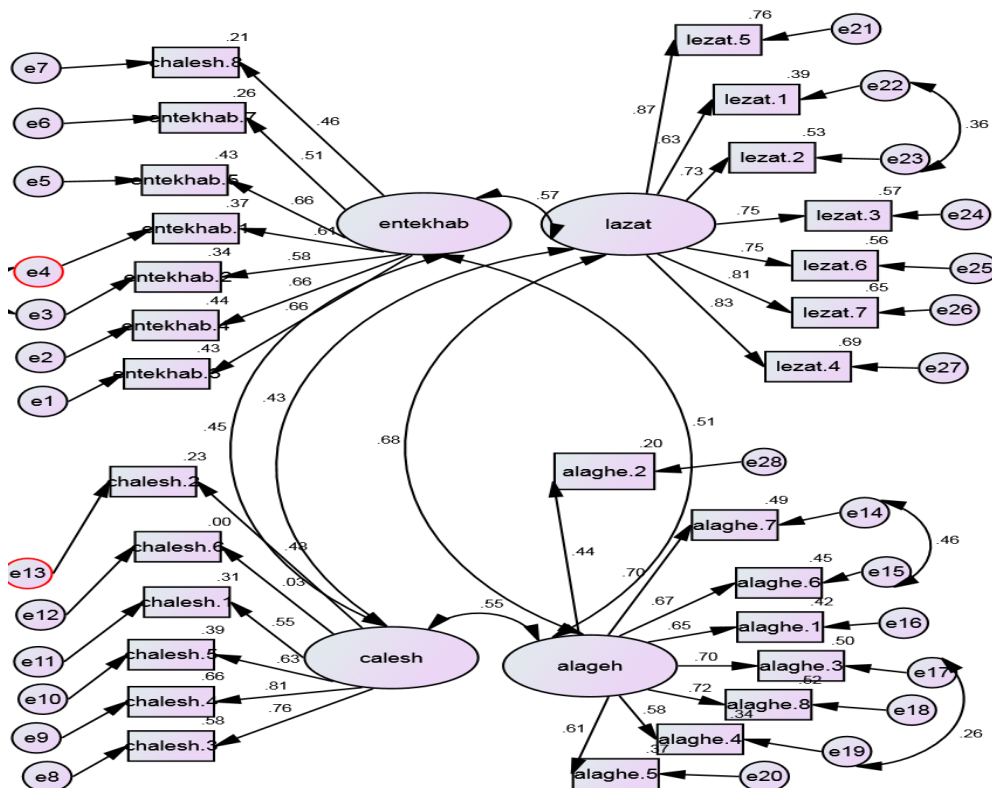 .76
.21
e7
chalesh.8
lezat.5
e21
.26
.39
e6
entekhab.7
.46
.87
lezat.1
e22
.63
.36
.43
.51
.53
e5
entekhab.5
.73
lezat.2
e23
.37
.66
.57
.57
entekhab.1
.61
entekhab
lazat
.75
lezat.3
e24
e4
.34
.58
.75
.56
entekhab.2
.66
lezat.6
e25
e3
.44
.66
.81
.65
entekhab.4
lezat.7
e26
e2
.43
.83
.69
entekhab.3
lezat.4
e27
e1
.43
.45
.51
.68
.20
.23
alaghe.2
e28
chalesh.2
.49
.00
alaghe.7
e14
e13
chalesh.6
.48
.44
.46
.31
.03
.70
.45
e12
chalesh.1
.67
alaghe.6
e15
.55
.55
.42
.39
.65
alaghe.1
e16
e11
chalesh.5
.63
calesh
alageh
.50
.66
.70
alaghe.3
e17
e10
chalesh.4
.81
.72
.52
.58
.76
.58
alaghe.8
e18
e9
chalesh.3
.61
.34
.26
alaghe.4
e19
e8
.37
alaghe.5
e20